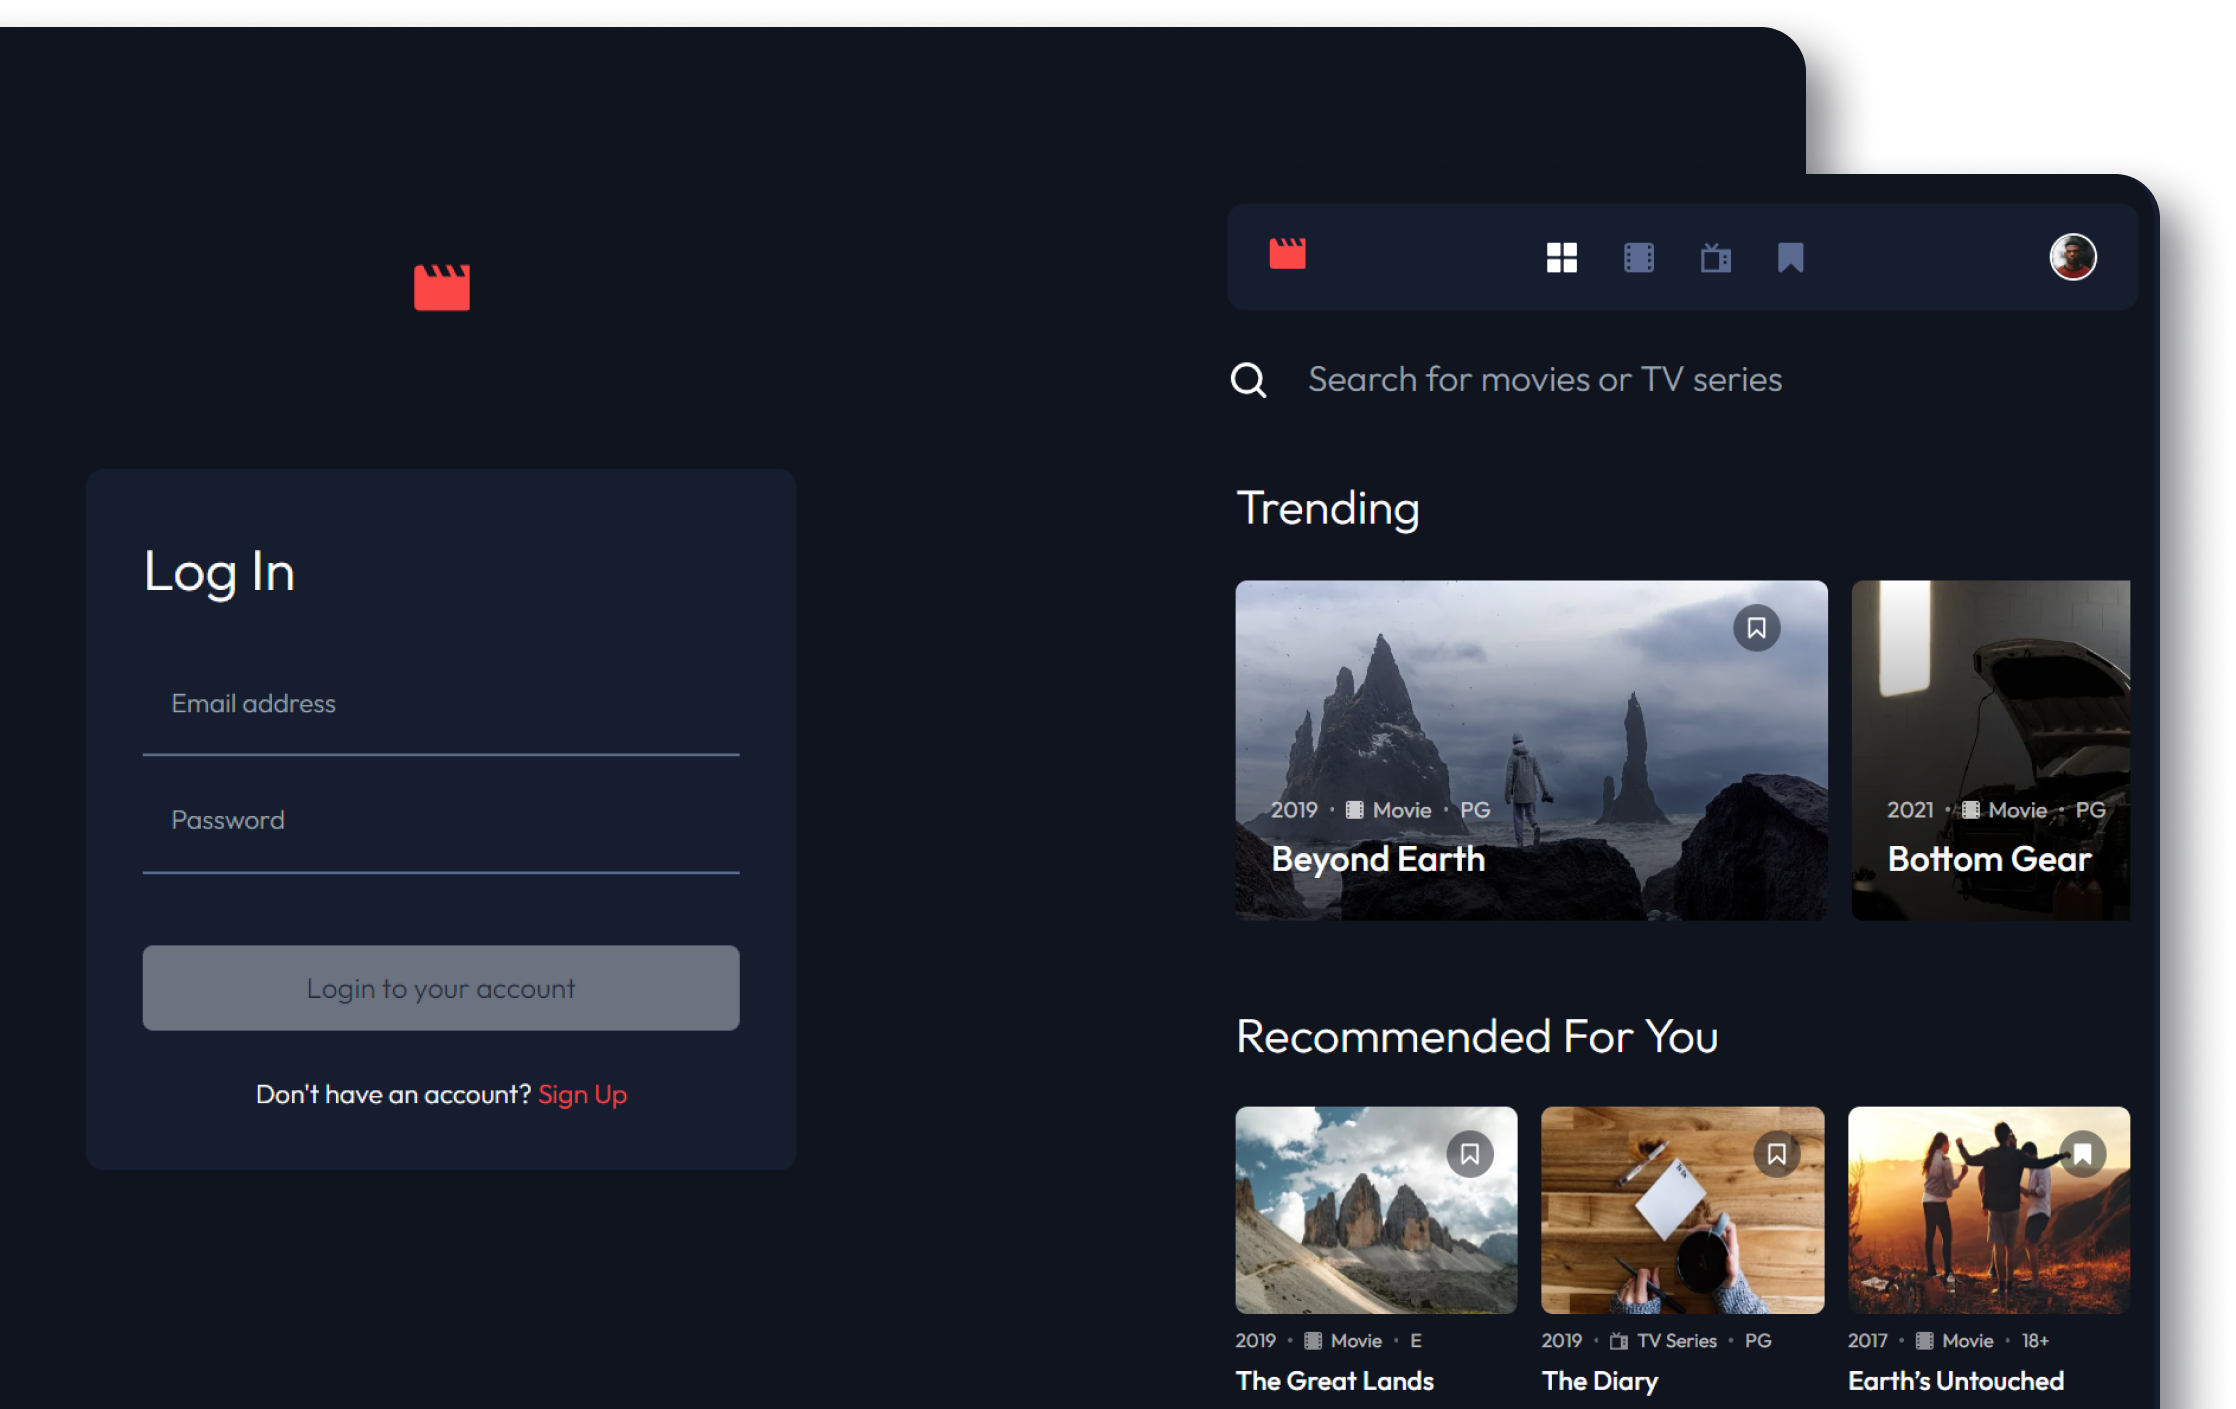 Log In
Email address
Password
Login to your account
Don't have an account? Sign Up
Search for movies or TV series
Trending
2019 · Movie · PG
Beyond Earth
2021 · Movie · PG
Bottom Gear
Recommended For You
2019 · Movie · E
The Great Lands
2019 · TV Series · PG
The Diary
2017 · Movie · 18+
Earth’s Untouched